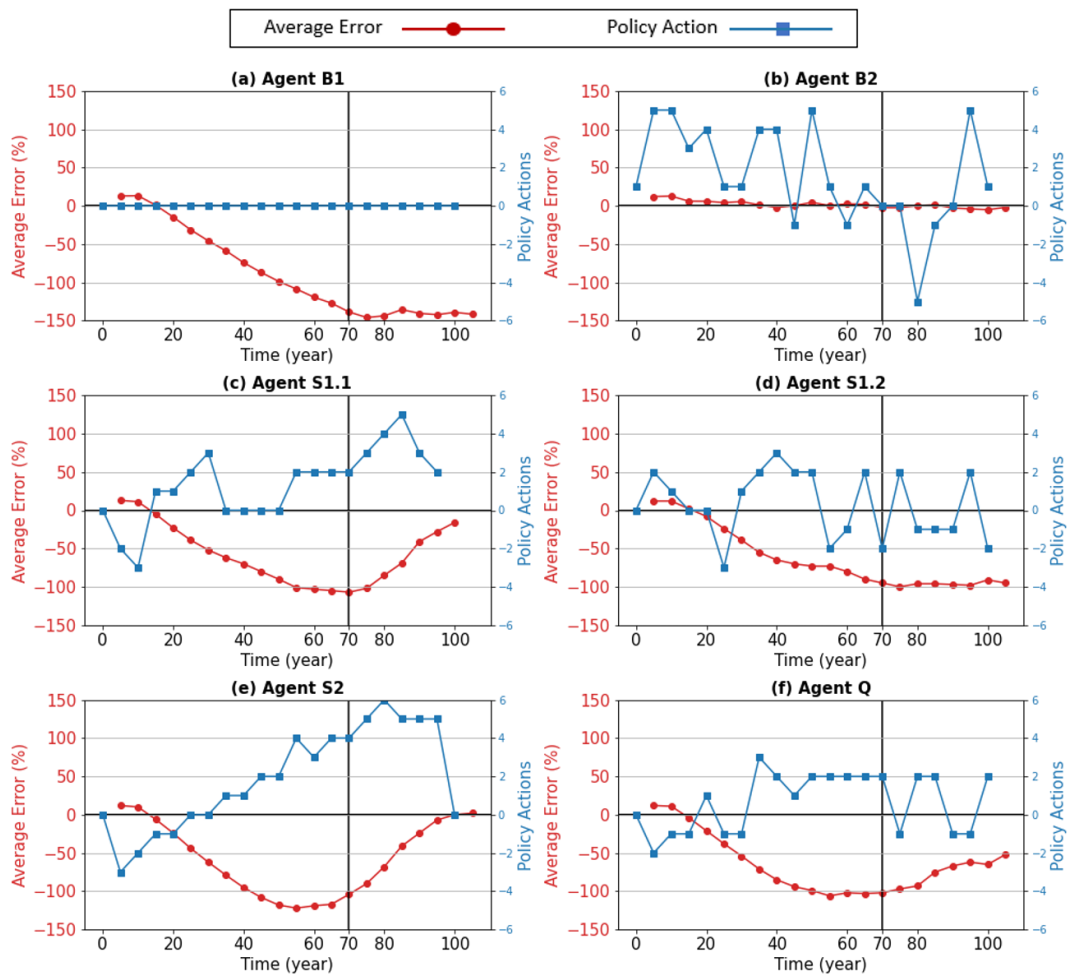 Average Error
Policy Action
(a) Agent B1
150
100
50
0
−50
−100
−150
Average Error (%)
6
4
2
0
−2
−4
−6
Policy Actions
0 20 40 60 70 80 100
Time (year)
(b) Agent B2
150
100
50
0
−50
−100
−150
Average Error (%)
6
4
2
0
−2
−4
−6
Policy Actions
0 20 40 60 70 80 100
Time (year)
(c) Agent S1.1
150
100
50
0
−50
−100
−150
Average Error (%)
6
4
2
0
−2
−4
−6
Policy Actions
0 20 40 60 70 80 100
Time (year)
(d) Agent S1.2
150
100
50
0
−50
−100
−150
Average Error (%)
6
4
2
0
−2
−4
−6
Policy Actions
0 20 40 60 70 80 100
Time (year)
(e) Agent S2
150
100
50
0
−50
−100
−150
Average Error (%)
6
4
2
0
−2
−4
−6
Policy Actions
0 20 40 60 70 80 100
Time (year)
(f) Agent Q
150
100
50
0
−50
−100
−150
Average Error (%)
6
4
2
0
−2
−4
−6
Policy Actions
0 20 40 60 70 80 100
Time (year)